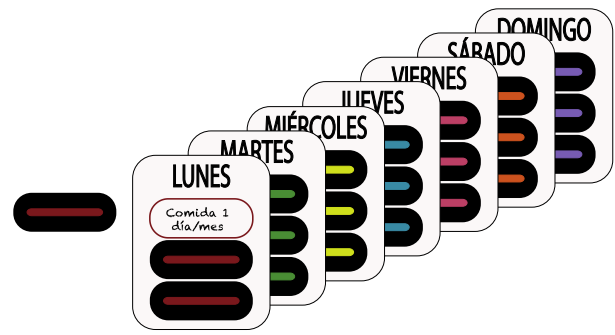 DOMINGO
SÁBADO
VIERNES
JUEVES
MIÉRCOLES
MARTES
LUNES
Comida 1
día/mes